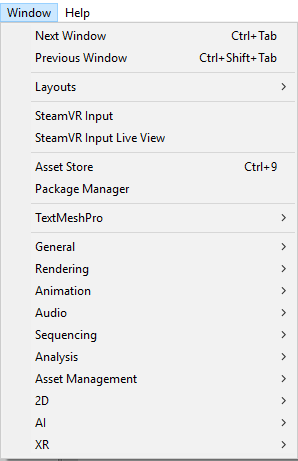 Window Help
Next Window Ctrl+Tab
Previous Window Ctrl+Shift+Tab
Layouts
SteamVR Input
SteamVR Input Live View
Asset Store Ctrl+9
Package Manager
TextMeshPro
General
Rendering
Animation
Audio
Sequencing
Analysis
Asset Management
2D
AI
XR